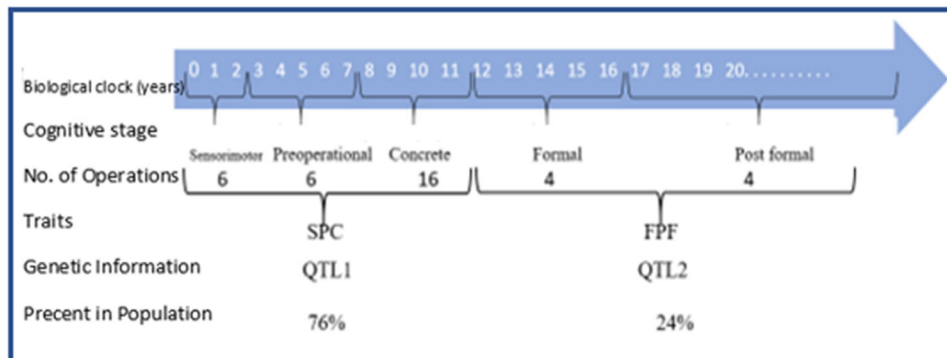 0 1 2 3 4 5 6 7 8 9 10 11 12 13 14 15 16 17 18 19 20..........
Biological clock (years)
Cognitive stage
Sensorimotor Preoperational Concrete Formal Post formal
No. of Operations 6 6 16 4 4
Traits SPC FPF
Genetic Information QTL1 QTL2
Precent in Population 76% 24%